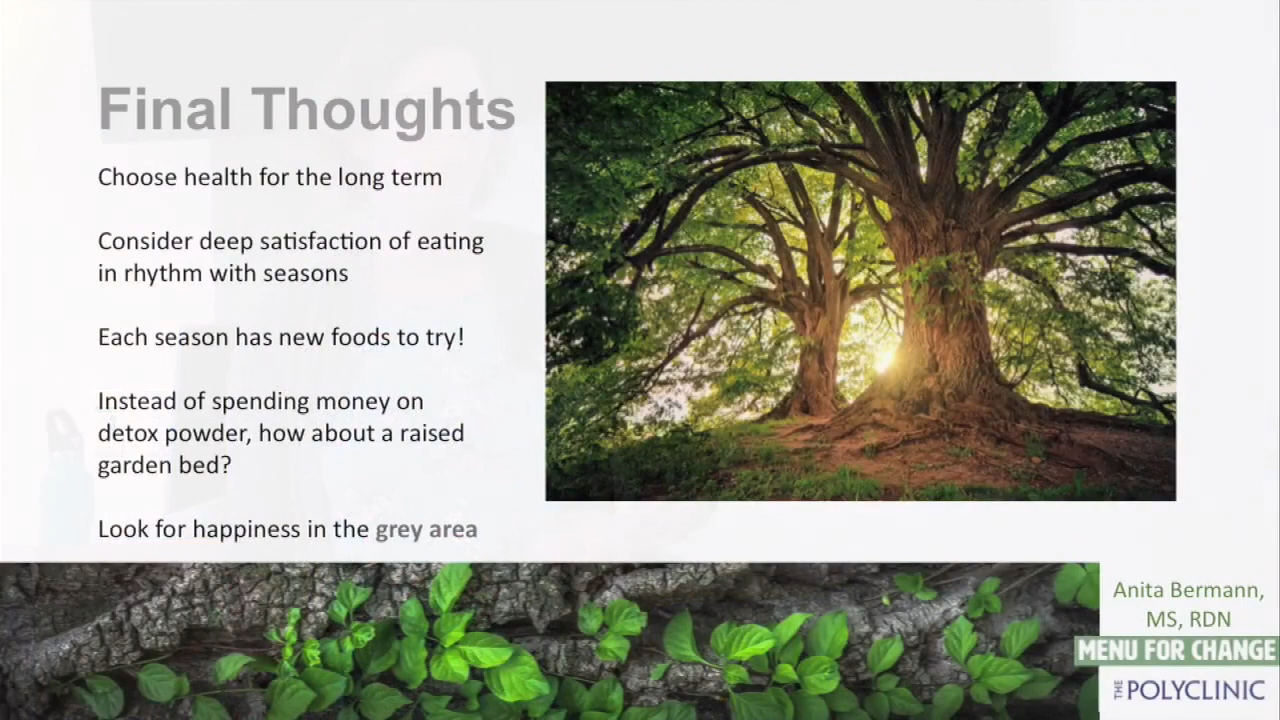 Final Thoughts
Choose health for the long term
Consider deep satisfaction of eating
in rhythm with seasons
Each season has new foods to try!
Instead of spending money on
detox powder, how about a raised
garden bed?
Look for happiness in the grey area
Anita Bermann,
MS, RDN
MENU FOR CHANGE
THE POLYCLINIC